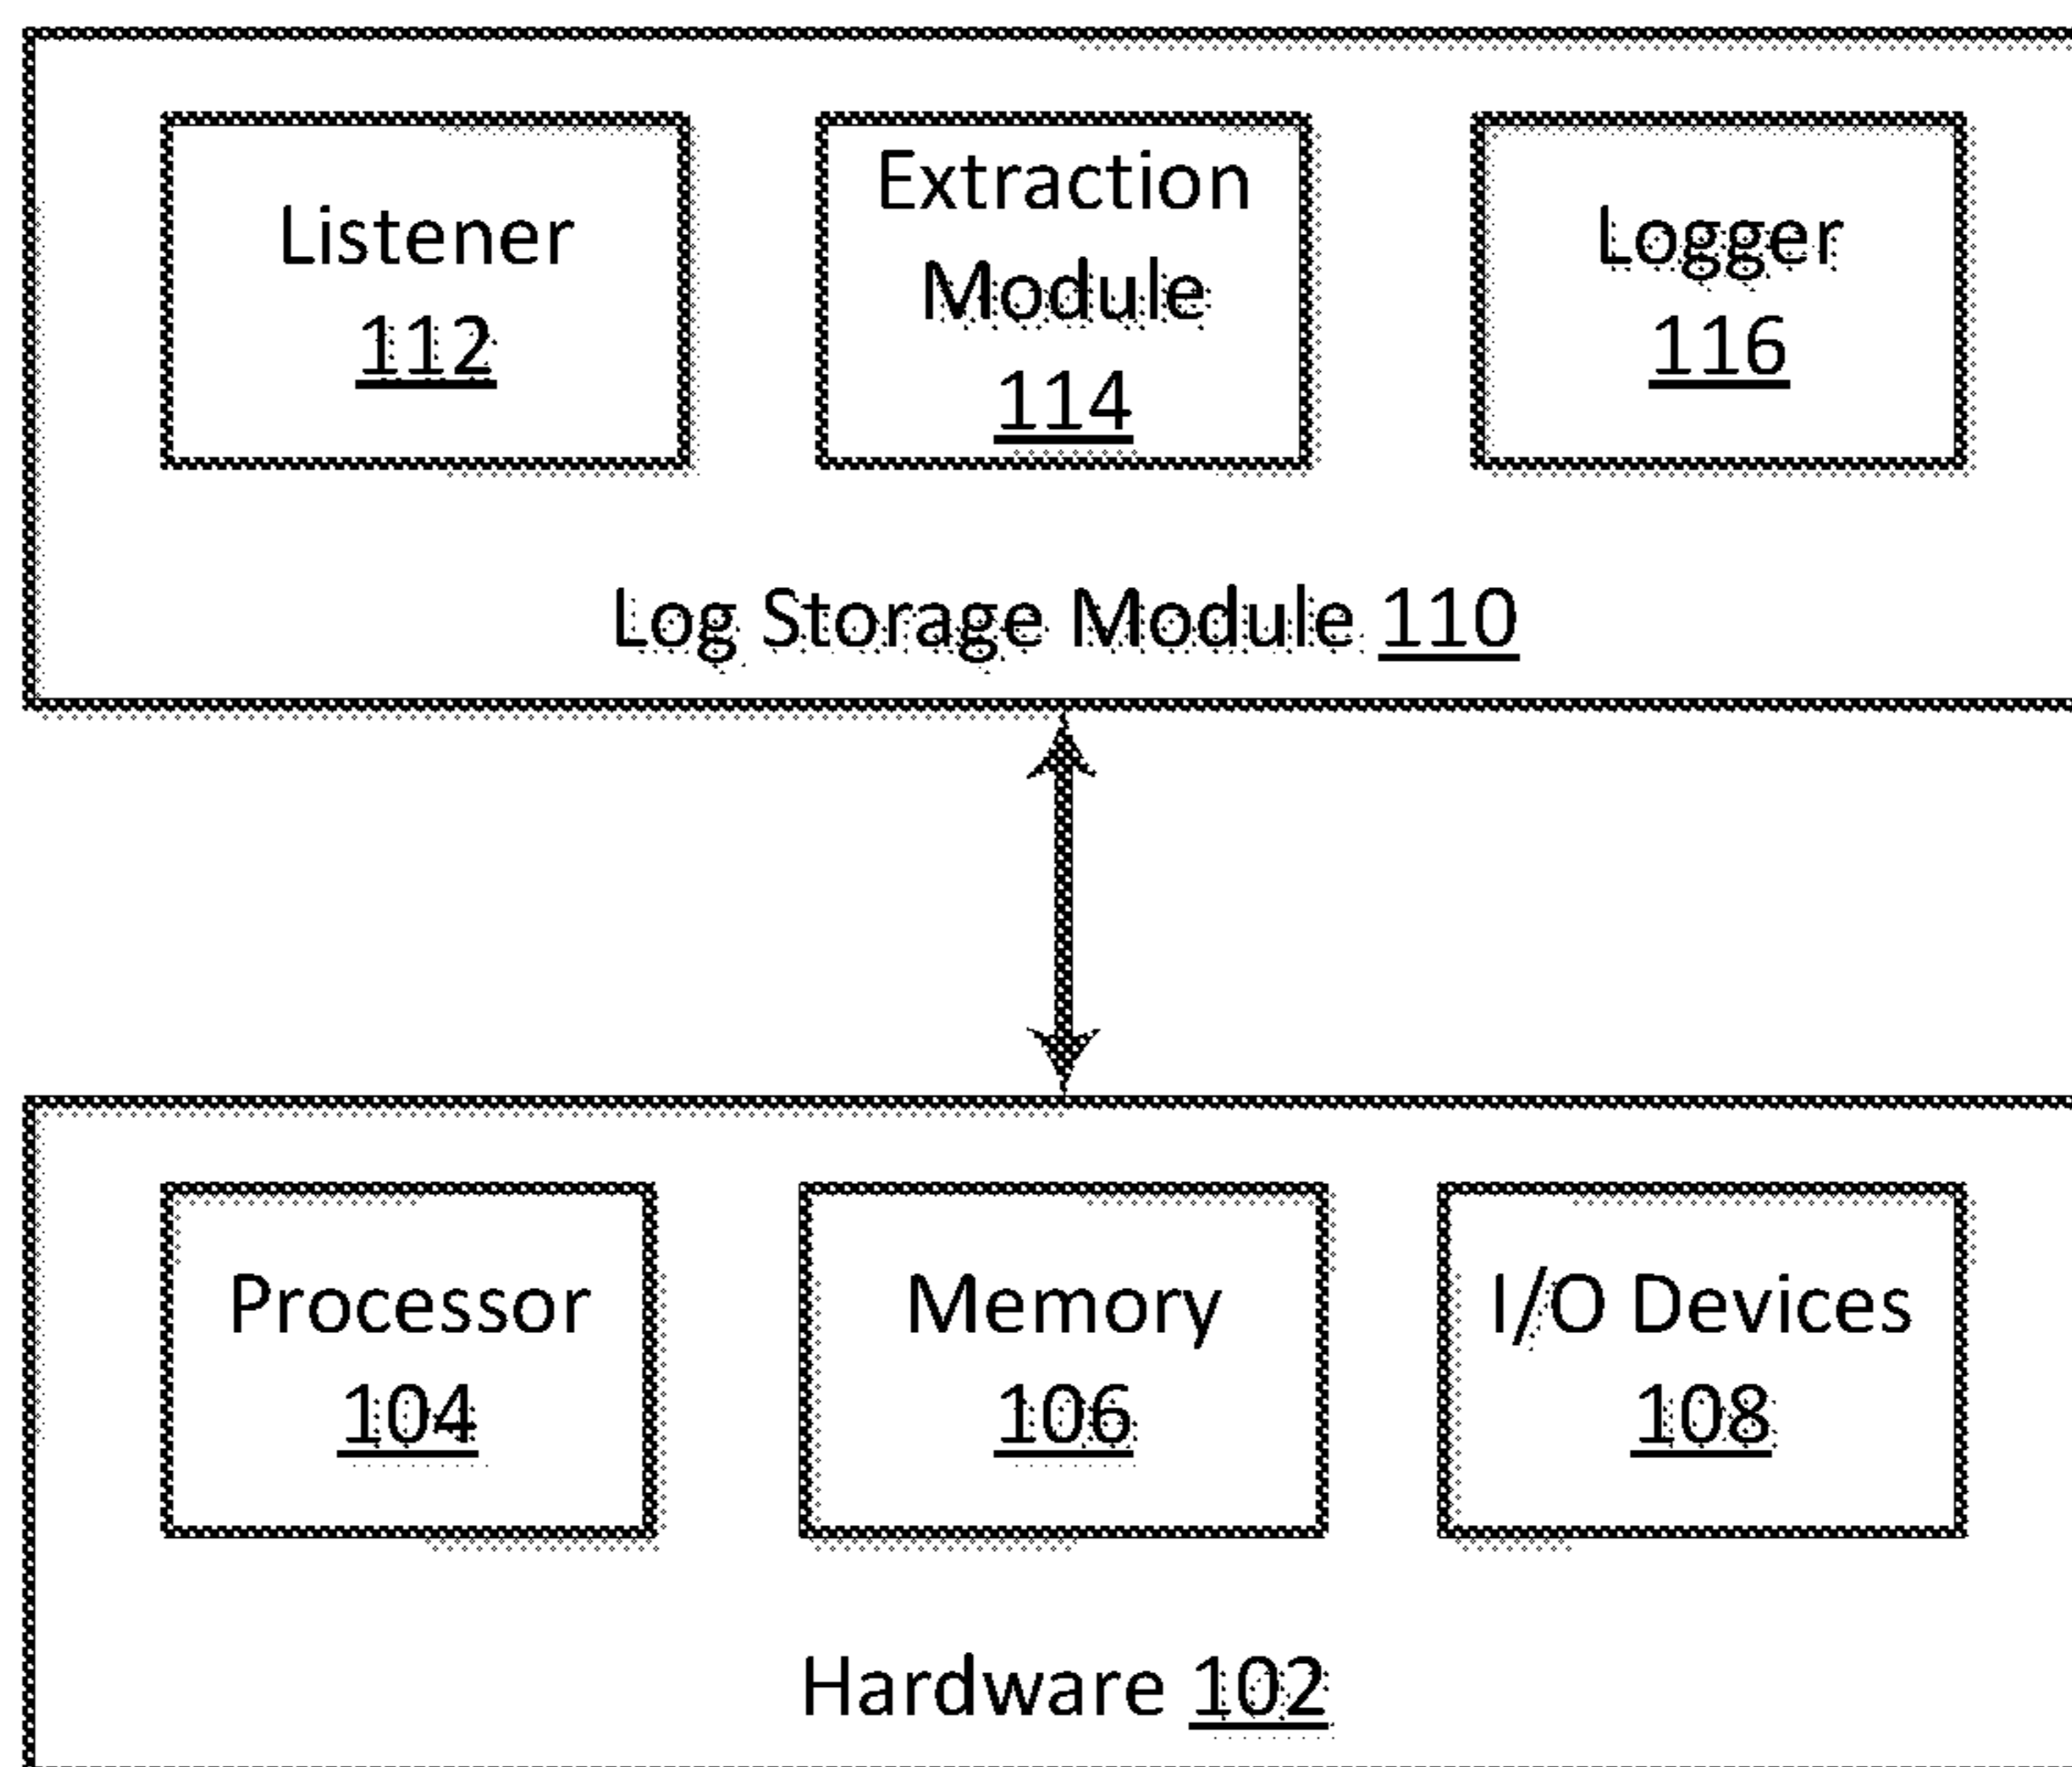 Listener
112
Extraction
Module
114
Logger
116
Log Storage Module 110
Processor
104
Memory
106
I/O Devices
108
Hardware 102